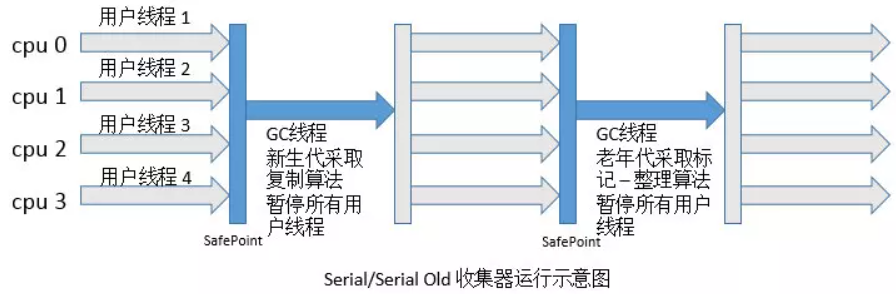 用户线程 1
cpu 0
用户线程 2
cpu 1
用户线程 3
cpu 2
用户线程 4
cpu 3
GC线程
新生代采取
复制算法
暂停所有用
户线程
SafePoint
GC线程
老年代采取标
记－整理算法
暂停所有用户
线程
SafePoint
Serial/Serial Old 收集器运行示意图